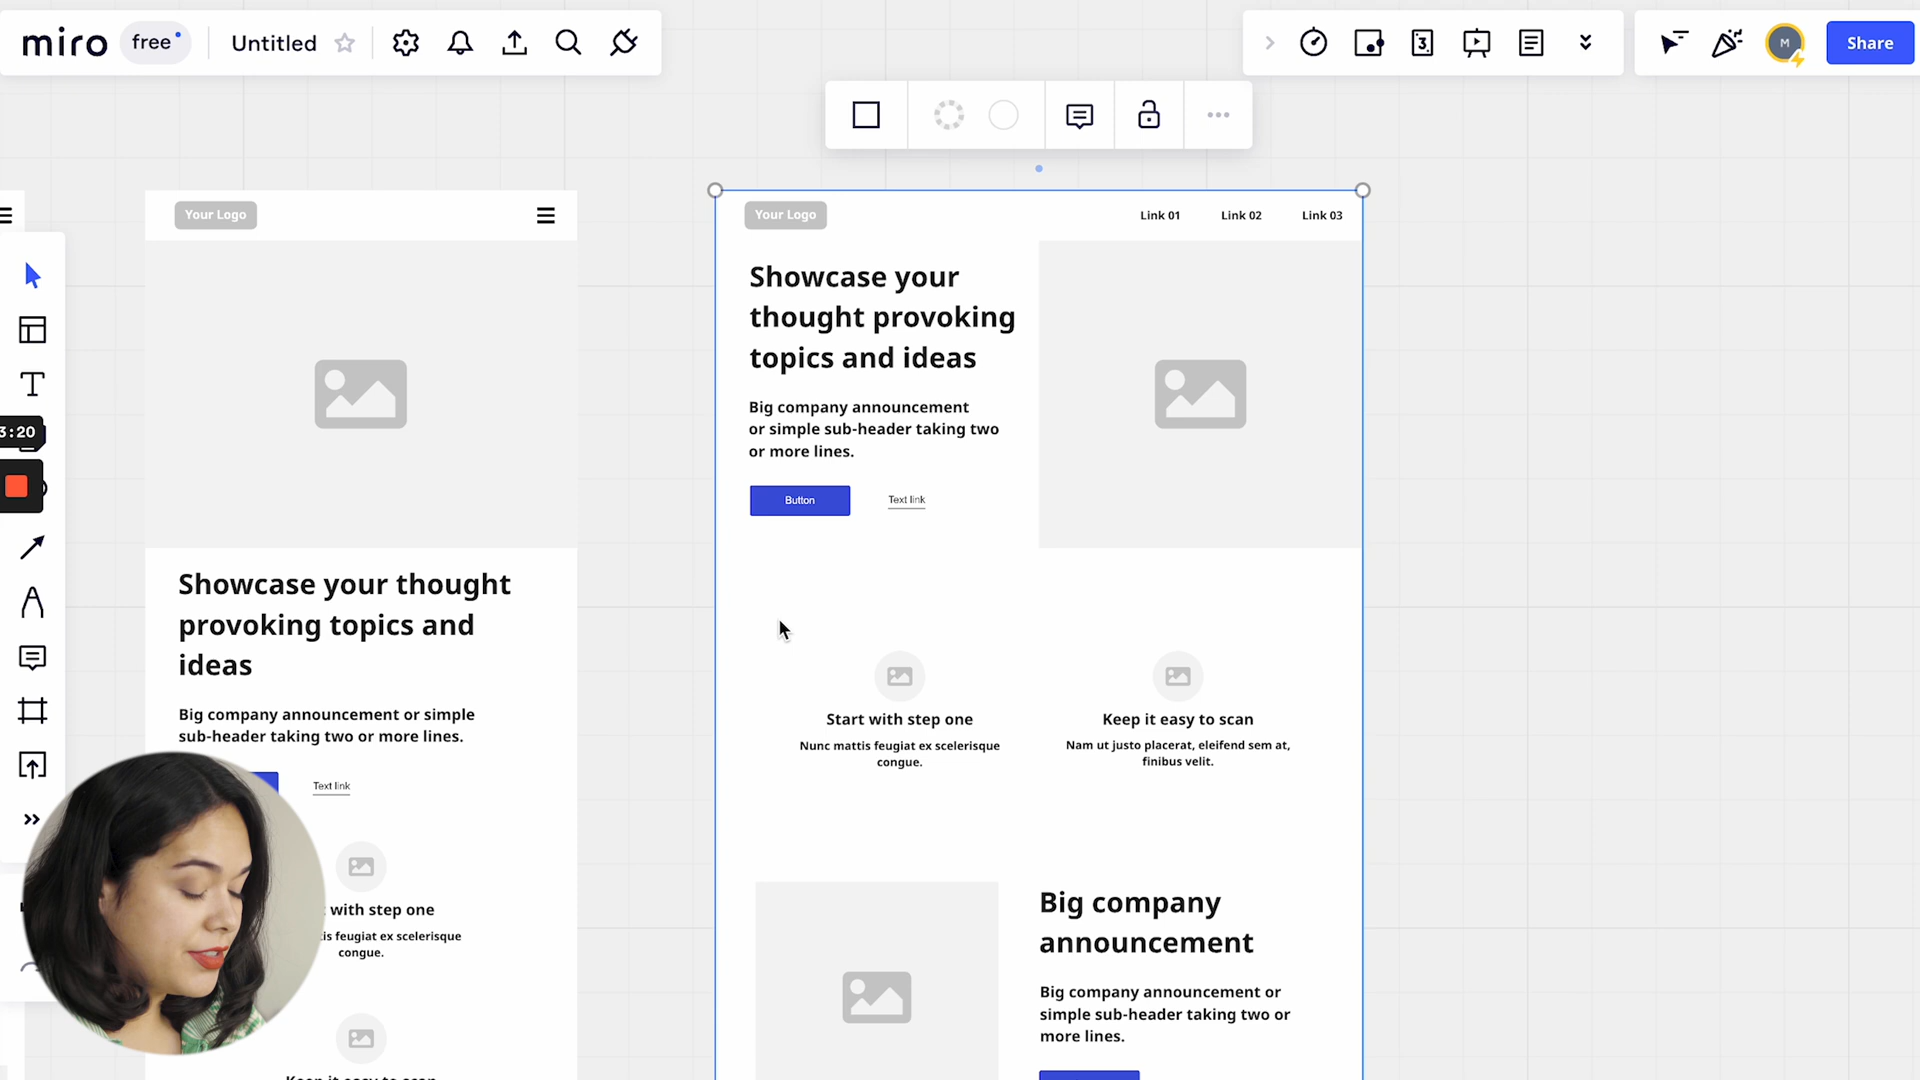 miro free Untitled
3 M Share
Your Logo
Showcase your thought
provoking topics and
ideas
Big company announcement or simple
sub-header taking two or more lines.
Text link
with step one
is feugiat ex scelerisque
congue.
Your Logo Link 01 Link 02 Link 03
Showcase your
thought provoking
topics and ideas
Big company announcement
or simple sub-header taking two
or more lines.
Button Text link
Start with step one
Nunc mattis feugiat ex scelerisque
congue.
Keep it easy to scan
Nam ut justo placerat, eleifend sem at,
finibus velit.
Big company
announcement
Big company announcement or
simple sub-header taking two or
more lines.
3:20